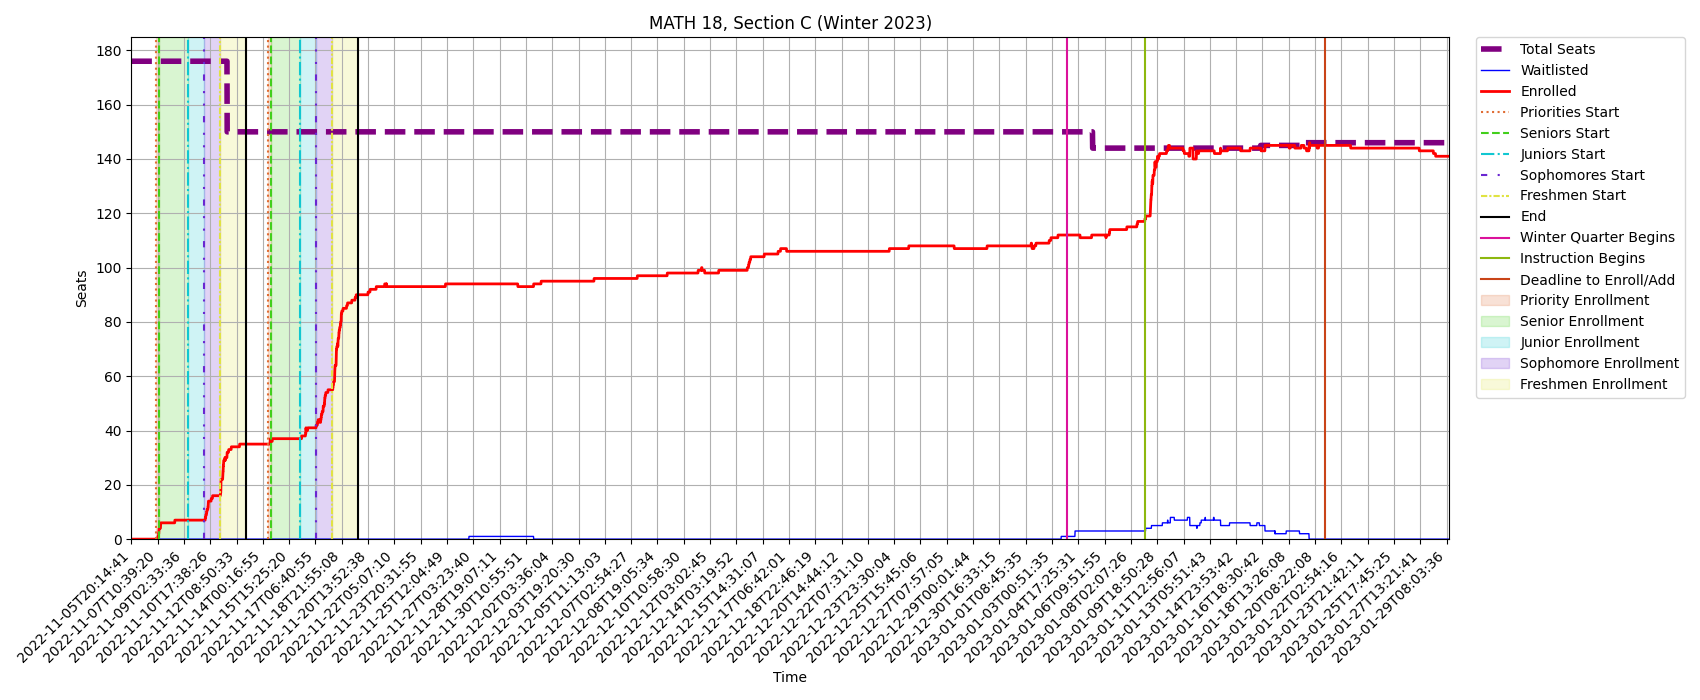 MATH 18, Section C (Winter 2023)
Seats
180
160
140
120
100
80
60
40
20
0
2022-11-05T20:14:41
2022-11-07T10:39:20
2022-11-09T02:33:36
2022-11-10T17:38:26
2022-11-12T08:50:33
2022-11-14T00:16:55
2022-11-15T15:25:20
2022-11-17T06:40:55
2022-11-18T21:55:08
2022-11-20T13:52:38
2022-11-22T05:07:10
2022-11-23T20:31:55
2022-11-25T12:04:49
2022-11-27T03:23:40
2022-11-28T19:07:11
2022-11-30T10:55:51
2022-12-02T03:36:04
2022-12-03T19:20:30
2022-12-05T11:13:03
2022-12-07T02:54:27
2022-12-08T19:05:34
2022-12-10T10:58:30
2022-12-12T03:02:45
2022-12-14T03:19:52
2022-12-15T14:31:07
2022-12-17T06:42:01
2022-12-18T22:46:19
2022-12-20T14:44:12
2022-12-22T07:31:10
2022-12-23T23:30:04
2022-12-25T15:45:06
2022-12-27T07:57:05
2022-12-29T00:01:44
2022-12-30T16:33:15
2023-01-01T08:45:35
2023-01-03T00:51:35
2023-01-04T17:25:31
2023-01-06T09:51:55
2023-01-08T02:07:26
2023-01-09T18:50:28
2023-01-11T12:56:07
2023-01-13T05:51:43
2023-01-14T23:53:42
2023-01-16T18:30:42
2023-01-18T13:26:08
2023-01-20T08:22:08
2023-01-22T02:54:16
2023-01-23T21:42:11
2023-01-25T17:45:25
2023-01-27T13:21:41
2023-01-29T08:03:36
Time
Total Seats
Waitlisted
Enrolled
Priorities Start
Seniors Start
Juniors Start
Sophomores Start
Freshmen Start
End
Winter Quarter Begins
Instruction Begins
Deadline to Enroll/Add
Priority Enrollment
Senior Enrollment
Junior Enrollment
Sophomore Enrollment
Freshmen Enrollment